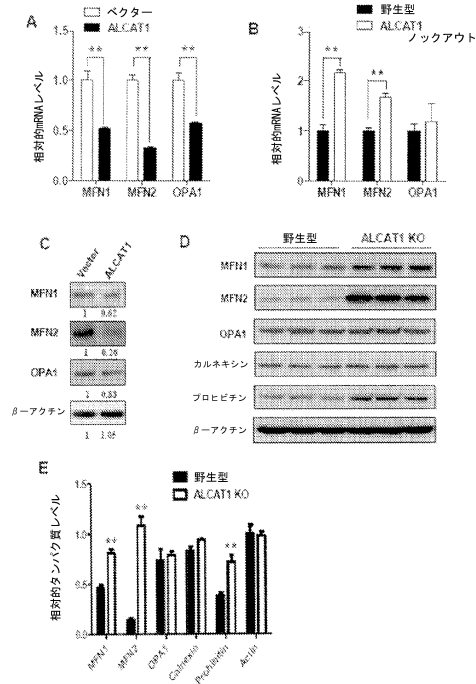 A
ベクター
ALCAT1
**
**
**
相対的mRNAレベル
1.5
1.0
0.5
0.0
MFN1
MFN2
OPA1
B
野生型
ALCAT1
ノックアウト
**
**
相対的mRNAレベル
3
2
1
0
MFN1
MFN2
OPA1
C
Vector
ALCAT1
MFN1
1 0.62
MFN2
1
OPA1
1
β-アクチン
1 1.05
D
野生型
ALCAT1 KO
MFN1
MFN2
OPA1
カルネキシン
プロヒビチン
β-アクチン
E
野生型
ALCAT1 KO
**
**
**
相対的タンパク質レベル
1.5
1.0
0.5
0.0
MFN1
MFN2
OPA1
Calnexin
Prohibitin
Actin